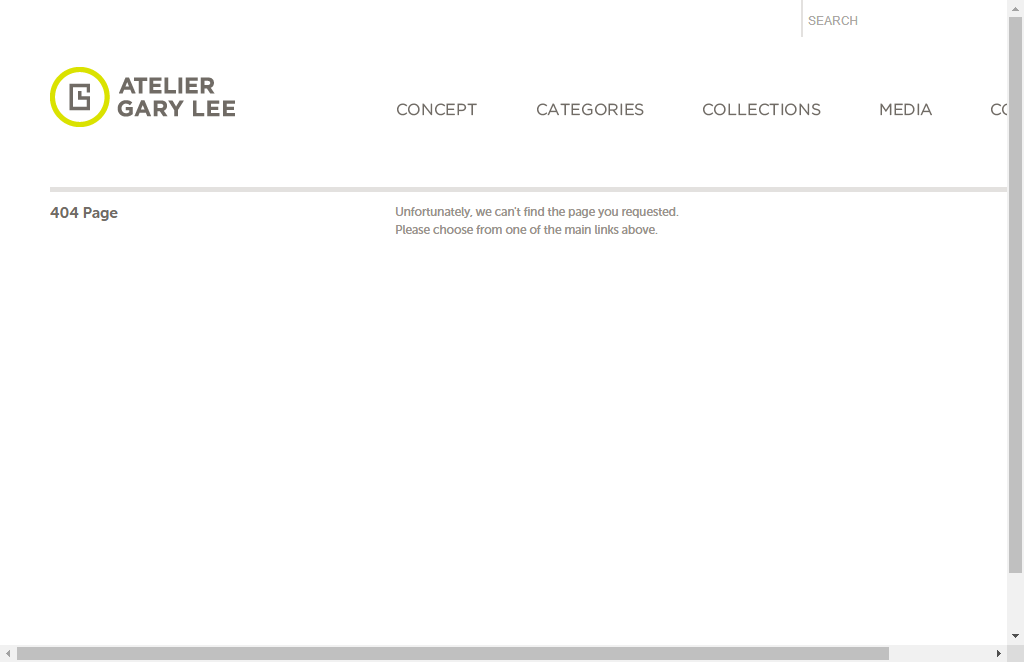 SEARCH
ATELIER
GARY LEE
CONCEPT CATEGORIES COLLECTIONS MEDIA
404 Page
Unfortunately, we can't find the page you requested.
Please choose from one of the main links above.